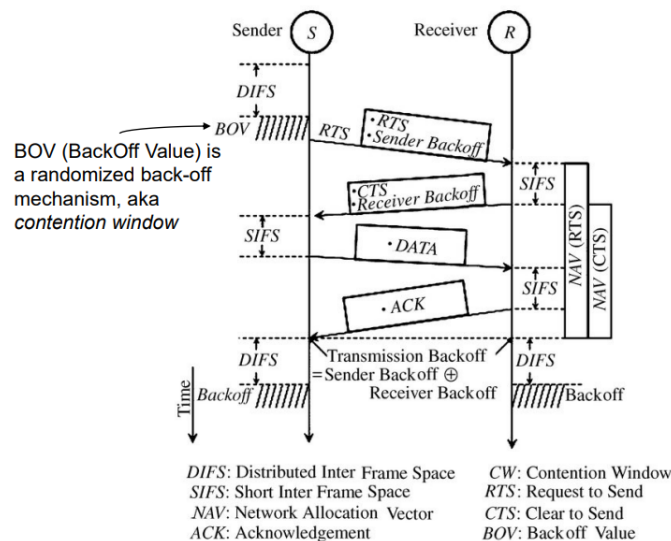 Sender S Receiver R
DIFS
BOV
BOV (BackOff Value) is
a randomized back-off
mechanism, aka
contention window
RTS
• RTS
• Sender Backoff
SIFS
• CTS
• Receiver Backoff
SIFS
• DATA
SIFS
NAV (RTS)
NAV (CTS)
• ACK
DIFS
Transmission Backoff
= Sender Backoff ⊕
Receiver Backoff
DIFS
Time
Backoff
Backoff
DIFS: Distributed Inter Frame Space
SIFS: Short Inter Frame Space
NAV: Network Allocation Vector
ACK: Acknowledgement
CW: Contention Window
RTS: Request to Send
CTS: Clear to Send
BOV: Backoff Value